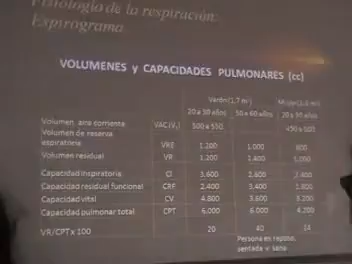 Fisiología de la respiración:
Espirograma
VOLUMENES y CAPACIDADES PULMONARES (cc)
Varón (1,7 m²) Mujer (1,6 m²)
20 a 30 años 50 a 60 años 20 a 30 años
Volumen aire corriente VAC (Vt) 500 a 550 450 a 500
Volumen de reserva
espiratoria VRE 1.200 1.000 800
Volumen residual VR 1.200 2.400 1.000
Capacidad inspiratoria CI 3.600 2.600 2.400
Capacidad residual funcional CRF 2.400 3.400 1.800
Capacidad vital CV 4.800 3.600 3.200
Capacidad pulmonar total CPT 6.000 6.000 4.200
VR/CPT x 100 20 40 24
Persona en reposo,
sentada y sana